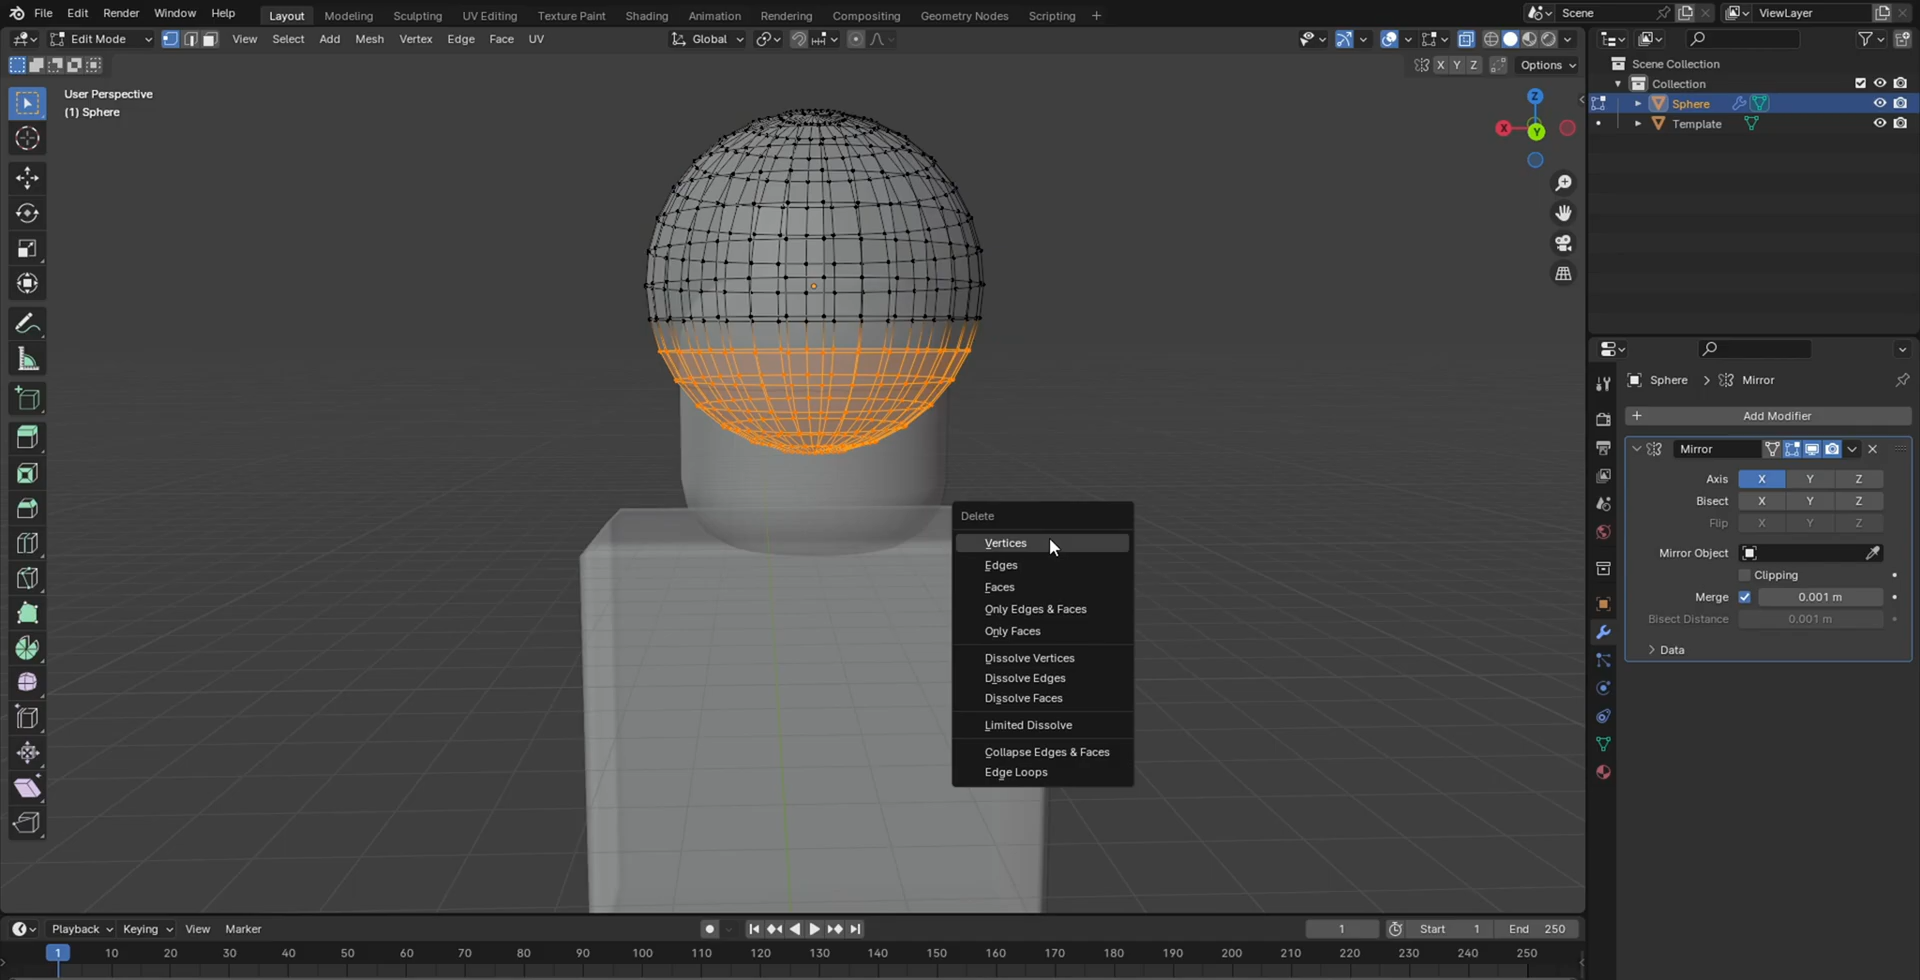 File Edit Render Window Help Layout Modeling Sculpting UV Editing Texture Paint Shading Animation Rendering Compositing Geometry Nodes Scripting + Scene ViewLayer
Edit Mode View Select Add Mesh Vertex Edge Face UV Global
X Y Z Options
User Perspective
(1) Sphere
Z
X
Y
Scene Collection
Collection
Sphere
Template
Sphere > Mirror
+ Add Modifier
Mirror
Axis X Y Z
Bisect X Y Z
Flip X Y Z
Mirror Object
Clipping
Merge 0.001 m
Bisect Distance 0.001 m
Data
Delete
Vertices
Edges
Faces
Only Edges & Faces
Only Faces
Dissolve Vertices
Dissolve Edges
Dissolve Faces
Limited Dissolve
Collapse Edges & Faces
Edge Loops
Playback Keying View Marker 1 Start 1 End 250
1 10 20 30 40 50 60 70 80 90 100 110 120 130 140 150 160 170 180 190 200 210 220 230 240 250